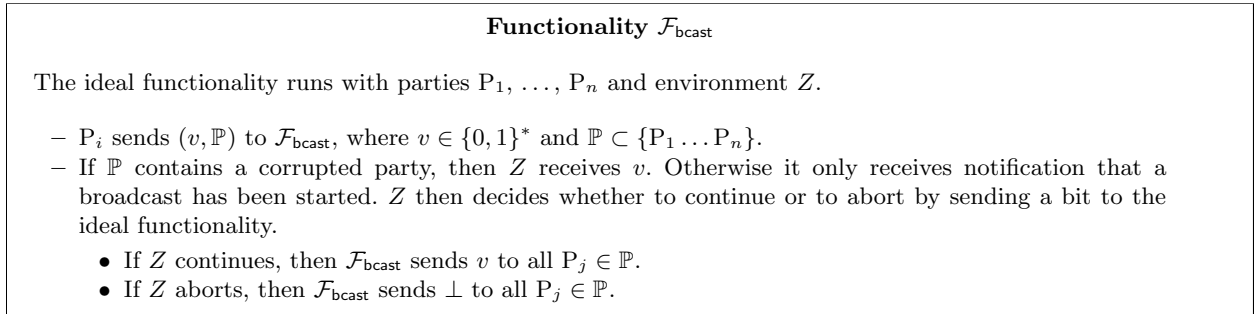 Functionality 𝓕bcast
The ideal functionality runs with parties P₁, …, Pₙ and environment Z.
– Pᵢ sends (v, ℙ) to 𝓕bcast, where v ∈ {0, 1}* and ℙ ⊂ {P₁ … Pₙ}.
– If ℙ contains a corrupted party, then Z receives v. Otherwise it only receives notification that a
broadcast has been started. Z then decides whether to continue or to abort by sending a bit to the
ideal functionality.
• If Z continues, then 𝓕bcast sends v to all Pⱼ ∈ ℙ.
• If Z aborts, then 𝓕bcast sends ⊥ to all Pⱼ ∈ ℙ.